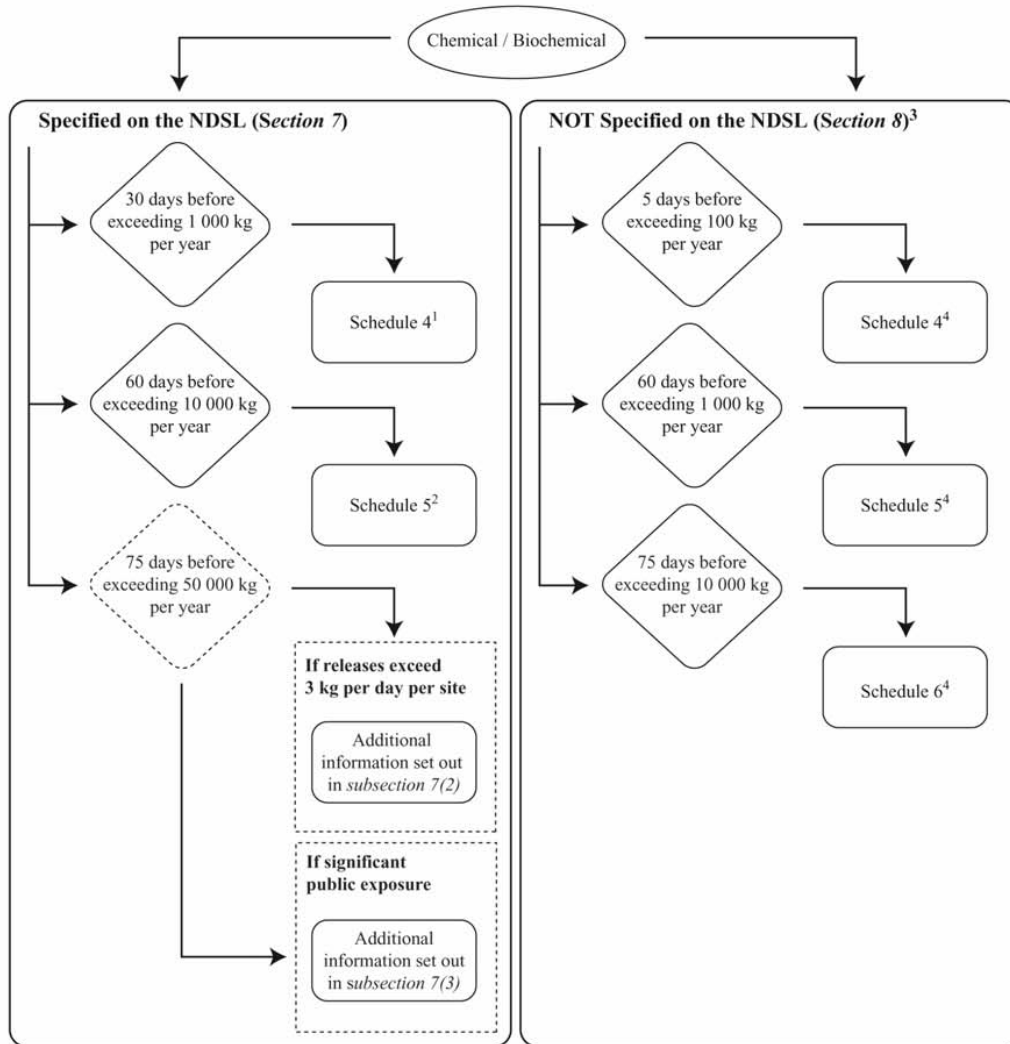 Chemical / Biochemical
Specified on the NDSL (Section 7)
30 days before
exceeding 1 000 kg
per year
Schedule 4¹
60 days before
exceeding 10 000 kg
per year
Schedule 5²
75 days before
exceeding 50 000 kg
per year
If releases exceed
3 kg per day per site
Additional
information set out
in subsection 7(2)
If significant
public exposure
Additional
information set out
in subsection 7(3)
NOT Specified on the NDSL (Section 8)³
5 days before
exceeding 100 kg
per year
Schedule 4⁴
60 days before
exceeding 1 000 kg
per year
Schedule 5⁴
75 days before
exceeding 10 000 kg
per year
Schedule 6⁴